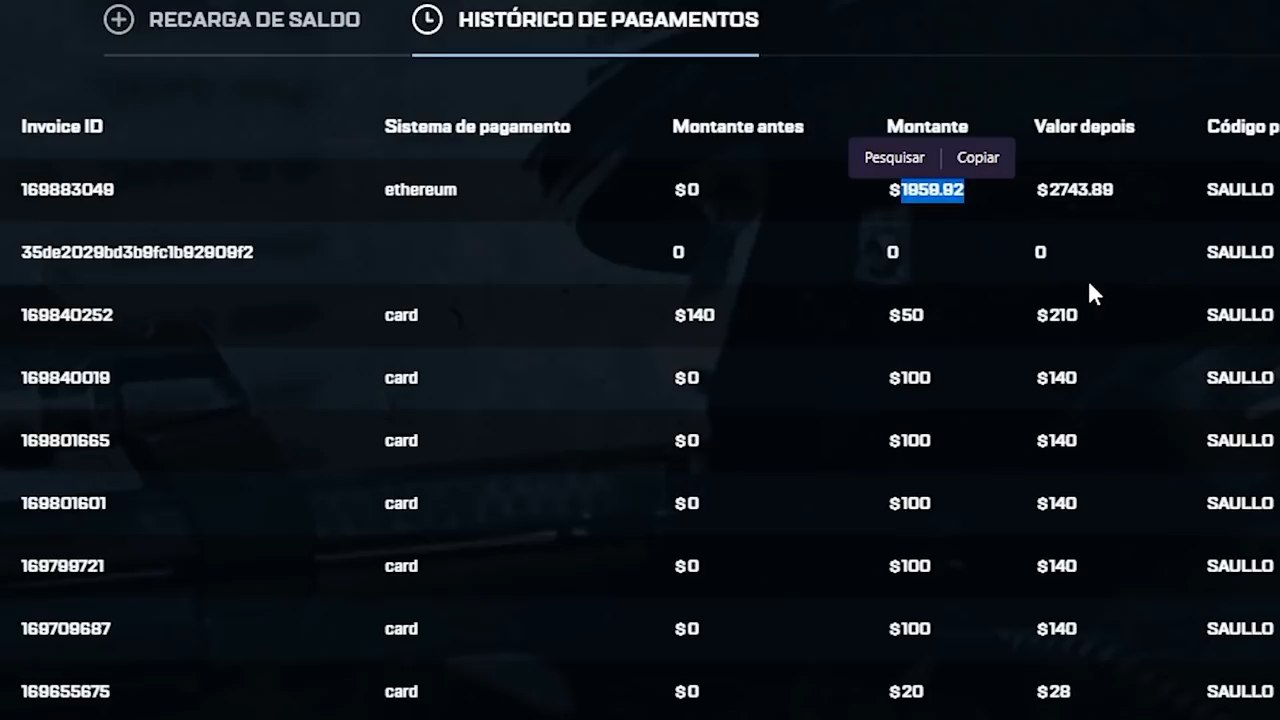 RECARGA DE SALDO HISTÓRICO DE PAGAMENTOS
Invoice ID Sistema de pagamento Montante antes Montante Valor depois Código p
Pesquisar Copiar
169883049 ethereum $0 $1959.92 $2743.89 SAULLO
35de2029bd3b9fc1b92909f2 0 0 0 SAULLO
169840252 card $140 $50 $210 SAULLO
169840019 card $0 $100 $140 SAULLO
169801665 card $0 $100 $140 SAULLO
169801601 card $0 $100 $140 SAULLO
169799721 card $0 $100 $140 SAULLO
169709687 card $0 $100 $140 SAULLO
169655675 card $0 $20 $28 SAULLO